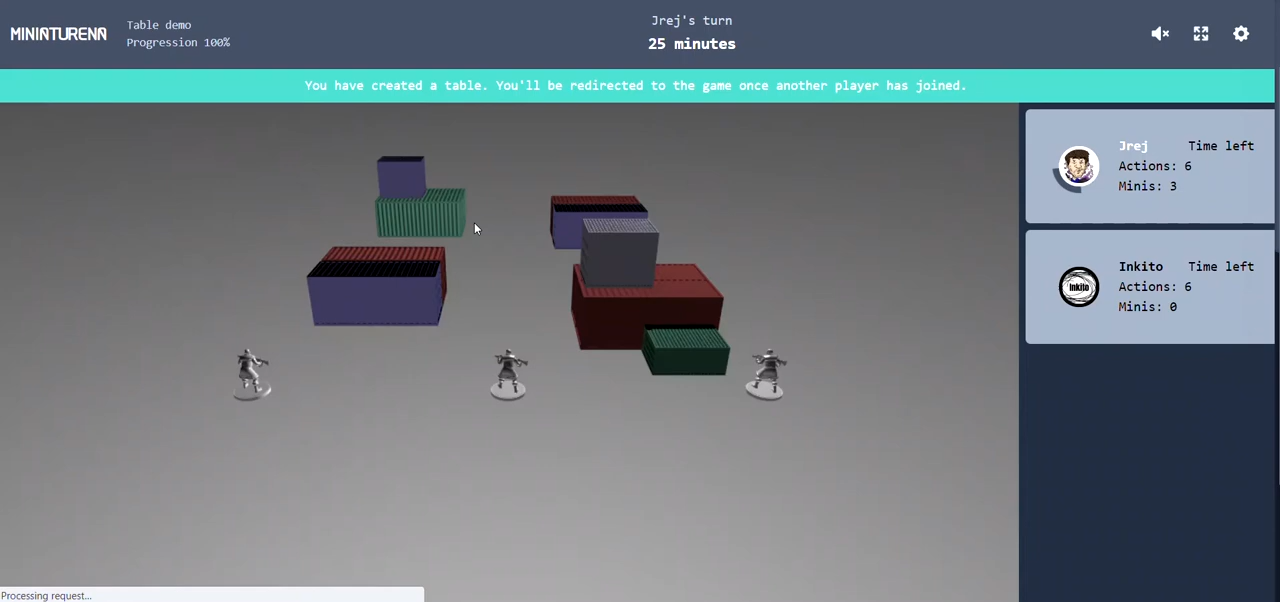 MINIATURENA
Table demo
Progression 100%
Jrej's turn
25 minutes
You have created a table. You'll be redirected to the game once another player has joined.
Jrej Time left
Actions: 6
Minis: 3
Inkito
Inkito Time left
Actions: 6
Minis: 0
Processing request...